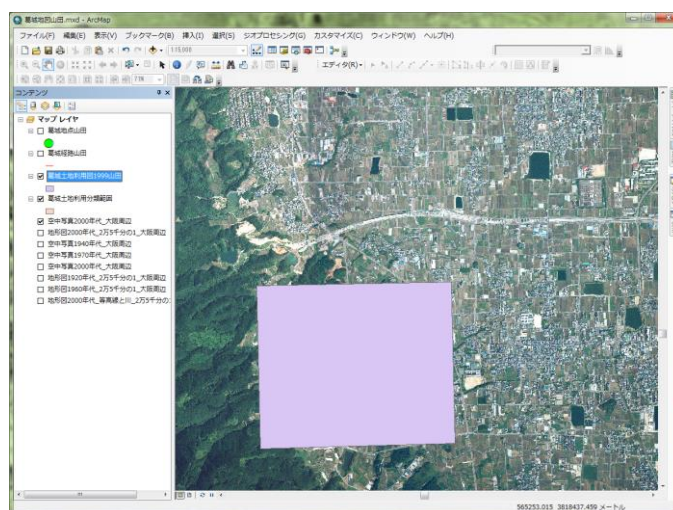 葛城地図山田.mxd - ArcMap
ファイル(F) 編集(E) 表示(V) ブックマーク(B) 挿入(I) 選択(S) ジオプロセシング(G) カスタマイズ(C) ウィンドウ(W) ヘルプ(H)
エディタ(R)
コンテンツ
マップ レイヤ
葛城地点山田
葛城経路山田
葛城土地利用図1999山田
葛城土地利用分類範囲
空中写真2000年代_大阪周辺
地形図2000年代_2万5千分の1_大阪周辺
空中写真1940年代_大阪周辺
空中写真1970年代_大阪周辺
空中写真2000年代_大阪周辺
地形図1920年代_2万5千分の1_大阪周辺
地形図1960年代_2万5千分の1_大阪周辺
地形図2000年代_等高線と川_2万5千分の
565253.015 3818437.459 メートル